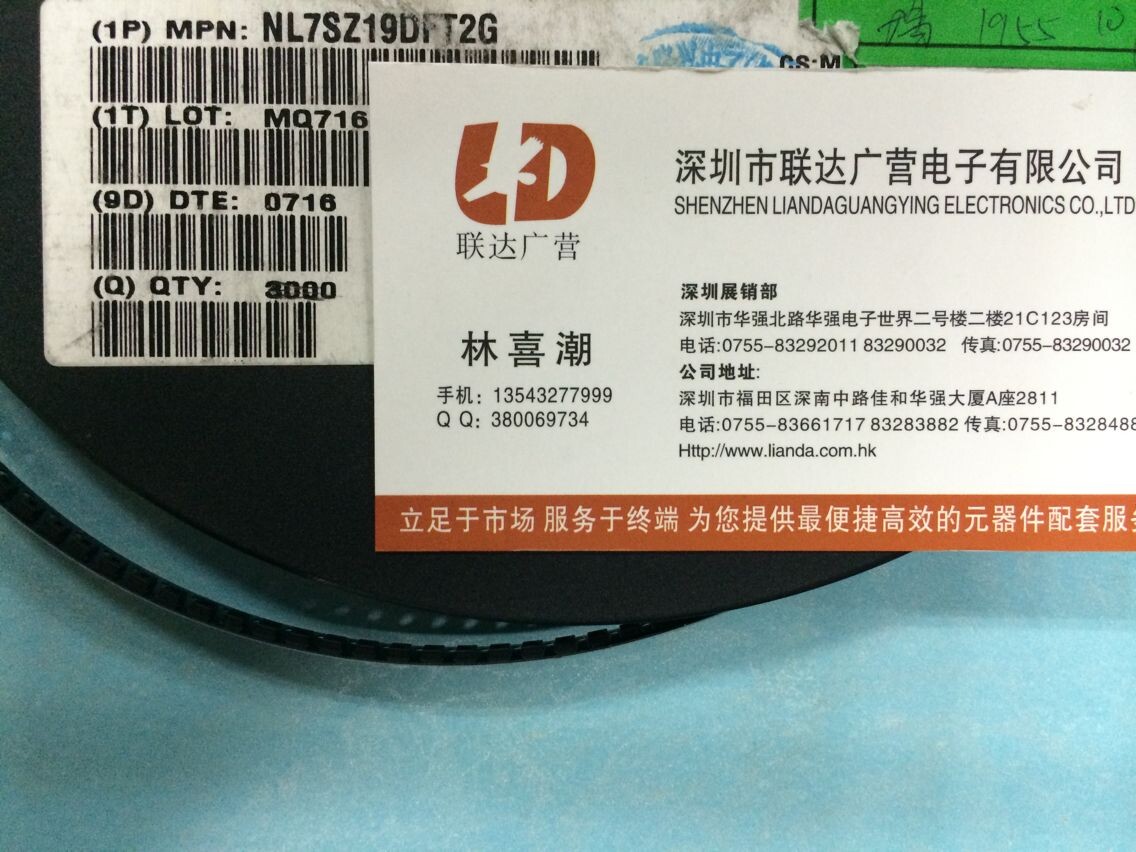 (1P) MPN: NL7SZ19DFT2G
(1T) LOT: MQ716
(9D) DTE: 0716
(Q) QTY: 3000
CS:M
1955 10
LD
联达广营
深圳市联达广营电子有限公司
SHENZHEN LIANDAGUANGYING ELECTRONICS CO.,LTD
林喜潮
手机：13543277999
Q Q：380069734
深圳展销部
深圳市华强北路华强电子世界二号楼二楼21C123房间
电话:0755-83292011 83290032 传真:0755-83290032
公司地址:
深圳市福田区深南中路佳和华强大厦A座2811
电话:0755-83661717 83283882 传真:0755-8328488
Http://www.lianda.com.hk
立足于市场 服务于终端 为您提供最便捷高效的元器件配套服务